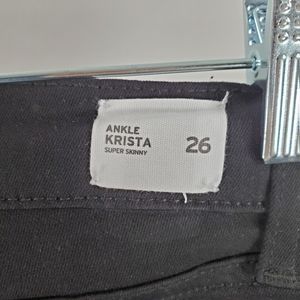 ANKLE
KRISTA
SUPER SKINNY
26